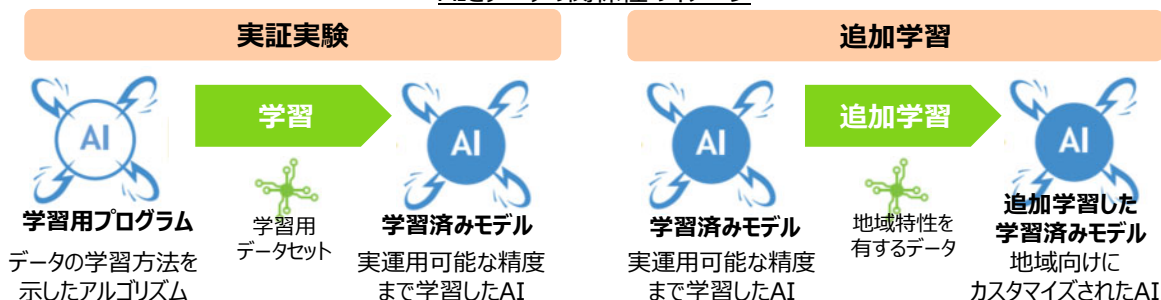 実証実験
追加学習
AI
学習
AI
AI
追加学習
AI
学習用プログラム
データの学習方法を
示したアルゴリズム
学習用
データセット
学習済みモデル
実運用可能な精度
まで学習したAI
学習済みモデル
実運用可能な精度
まで学習したAI
地域特性を
有するデータ
追加学習した
学習済みモデル
地域向けに
カスタマイズされたAI